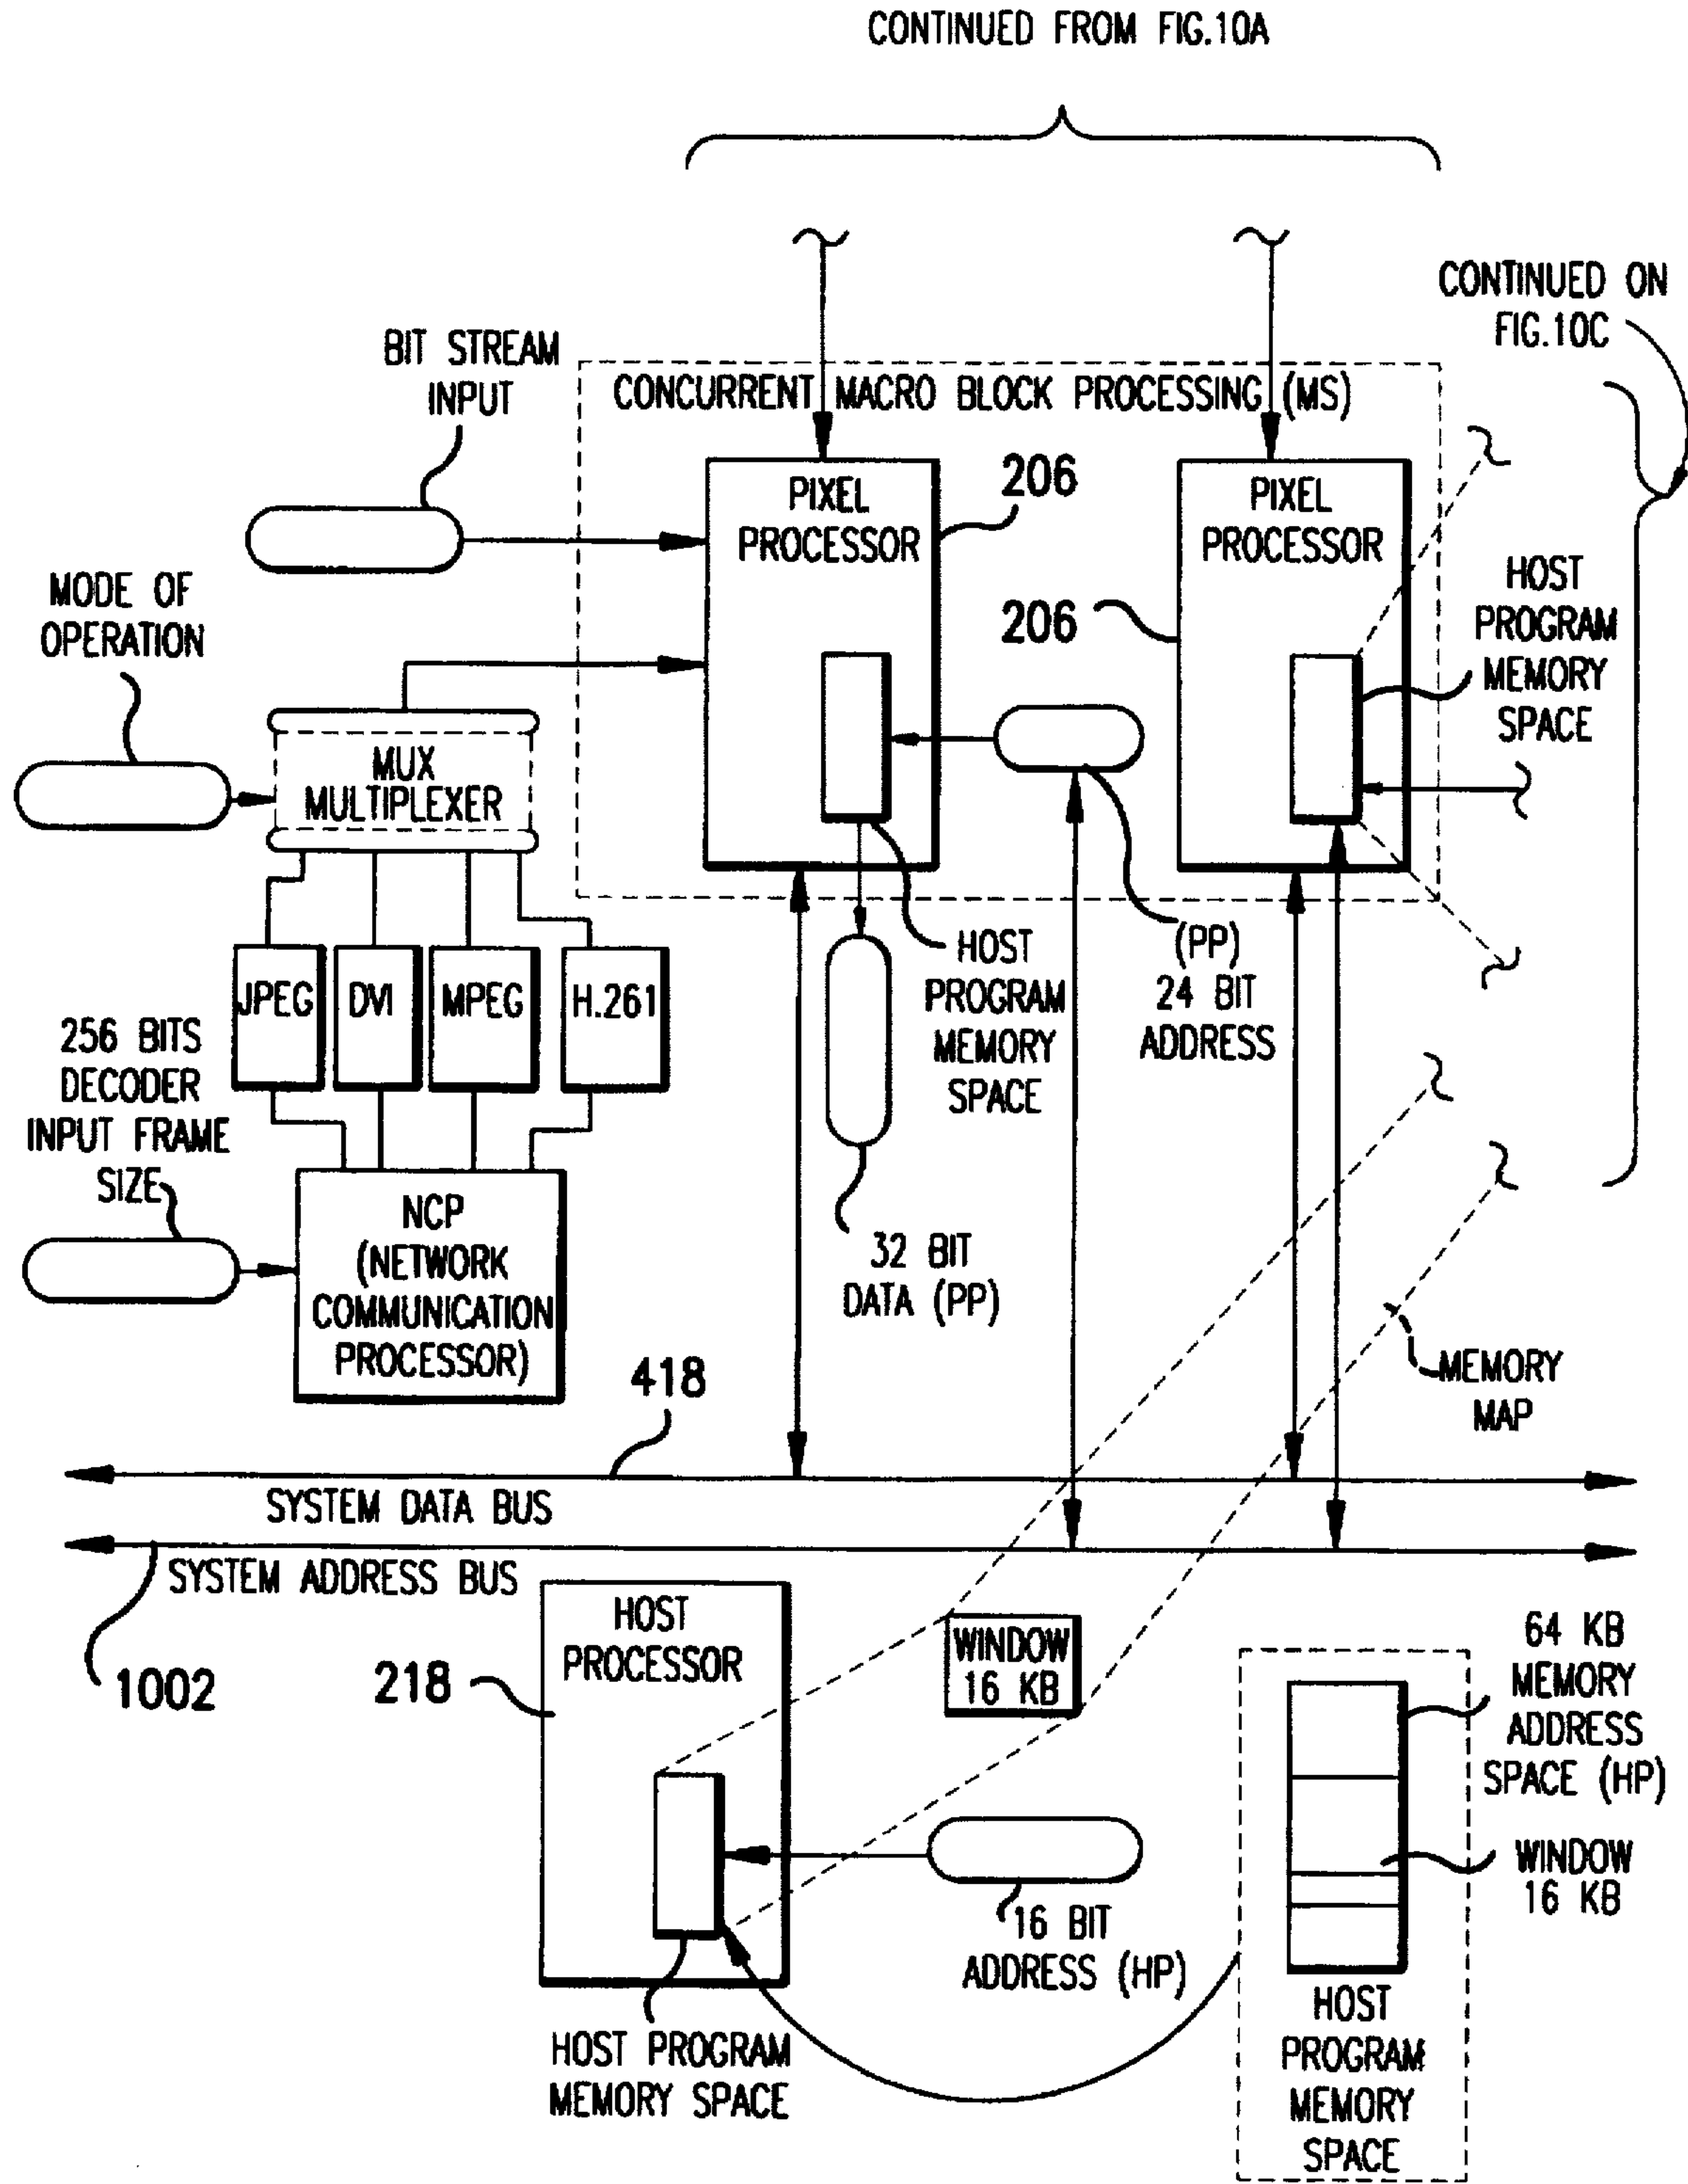 CONTINUED FROM FIG.10A
CONTINUED ON
FIG.10C
BIT STREAM
INPUT
CONCURRENT MACRO BLOCK PROCESSING (MS)
PIXEL
PROCESSOR
206
PIXEL
PROCESSOR
206
HOST
PROGRAM
MEMORY
SPACE
MODE OF
OPERATION
MUX
MULTIPLEXER
JPEG
DVI
MPEG
H.261
HOST
PROGRAM
MEMORY
SPACE
(PP)
24 BIT
ADDRESS
256 BITS
DECODER
INPUT FRAME
SIZE
NCP
(NETWORK
COMMUNICATION
PROCESSOR)
32 BIT
DATA (PP)
MEMORY
MAP
418
SYSTEM DATA BUS
SYSTEM ADDRESS BUS
1002
HOST
PROCESSOR
218
WINDOW
16 KB
64 KB
MEMORY
ADDRESS
SPACE (HP)
WINDOW
16 KB
16 BIT
ADDRESS (HP)
HOST PROGRAM
MEMORY SPACE
HOST
PROGRAM
MEMORY
SPACE